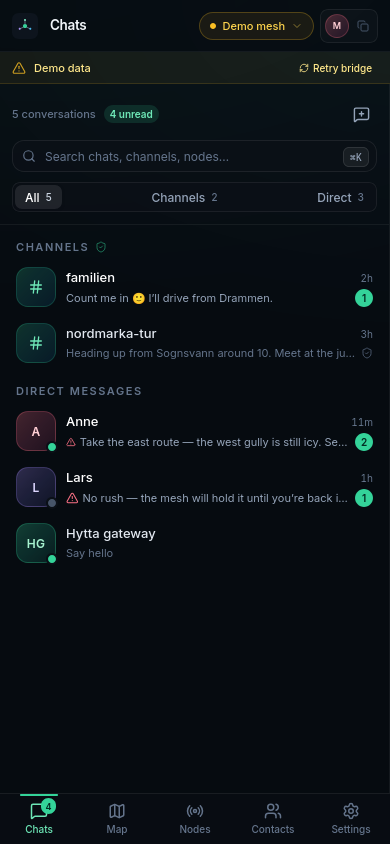 Chats
Demo mesh
M
Demo data
Retry bridge
5 conversations
4 unread
Search chats, channels, nodes...
⌘K
All 5
Channels 2
Direct 3
CHANNELS
familien
2h
Count me in 🙂 I'll drive from Drammen.
1
nordmarka-tur
3h
Heading up from Sognsvann around 10. Meet at the ju...
DIRECT MESSAGES
A
Anne
11m
Take the east route — the west gully is still icy. Se...
2
L
Lars
1h
No rush — the mesh will hold it until you're back i...
1
HG
Hytta gateway
Say hello
4
Chats
Map
Nodes
Contacts
Settings